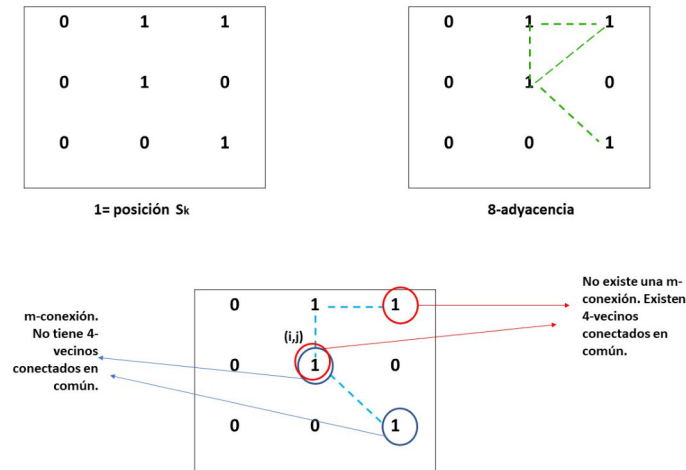 0 1 1
0 1 0
0 0 1
1= posición Sk
0 1 1
0 1 0
0 0 1
8-adyacencia
m-conexión.
No tiene 4-
vecinos
conectados en
común.
0 1 1
(i,j)
0 1 0
0 0 1
No existe una m-
conexión. Existen
4-vecinos
conectados en
común.